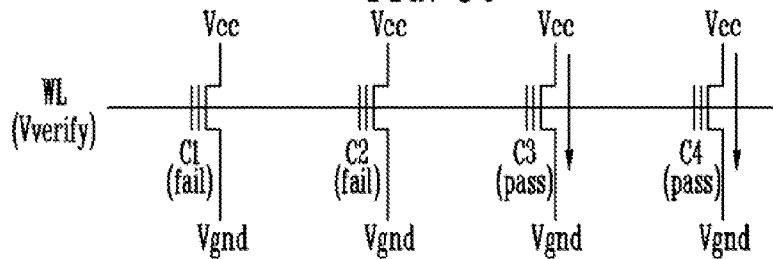 Vcc Vcc Vcc Vcc
WL
(Vverify)
C1 C2 C3 C4
(fail) (fail) (pass) (pass)
Vgnd Vgnd Vgnd Vgnd